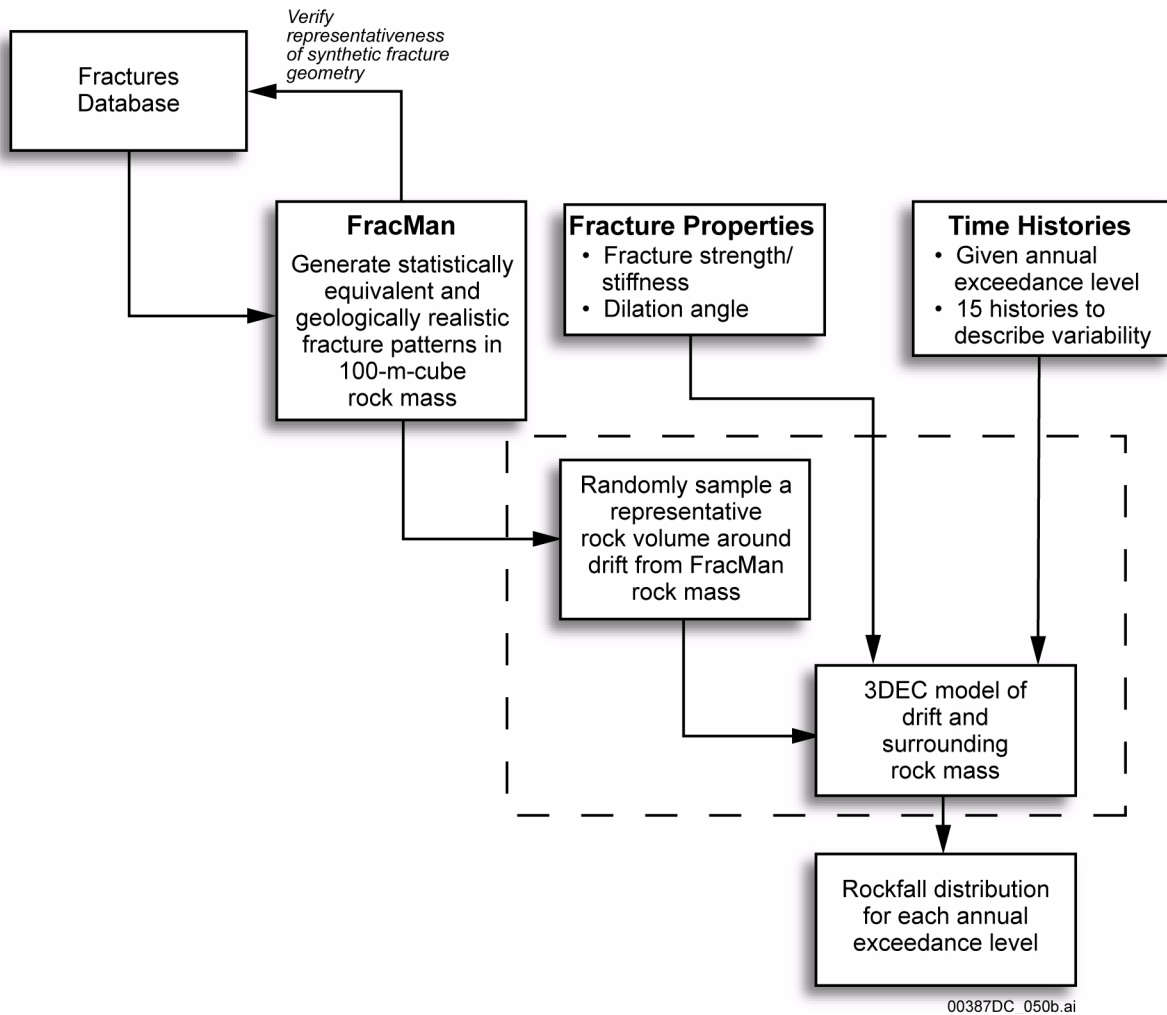 Verify
representativeness
of synthetic fracture
geometry
Fractures
Database
FracMan
Generate statistically
equivalent and
geologically realistic
fracture patterns in
100-m-cube
rock mass
Fracture Properties
• Fracture strength/
stiffness
• Dilation angle
Time Histories
• Given annual
exceedance level
• 15 histories to
describe variability
Randomly sample a
representative
rock volume around
drift from FracMan
rock mass
3DEC model of
drift and
surrounding
rock mass
Rockfall distribution
for each annual
exceedance level
00387DC_050b.ai